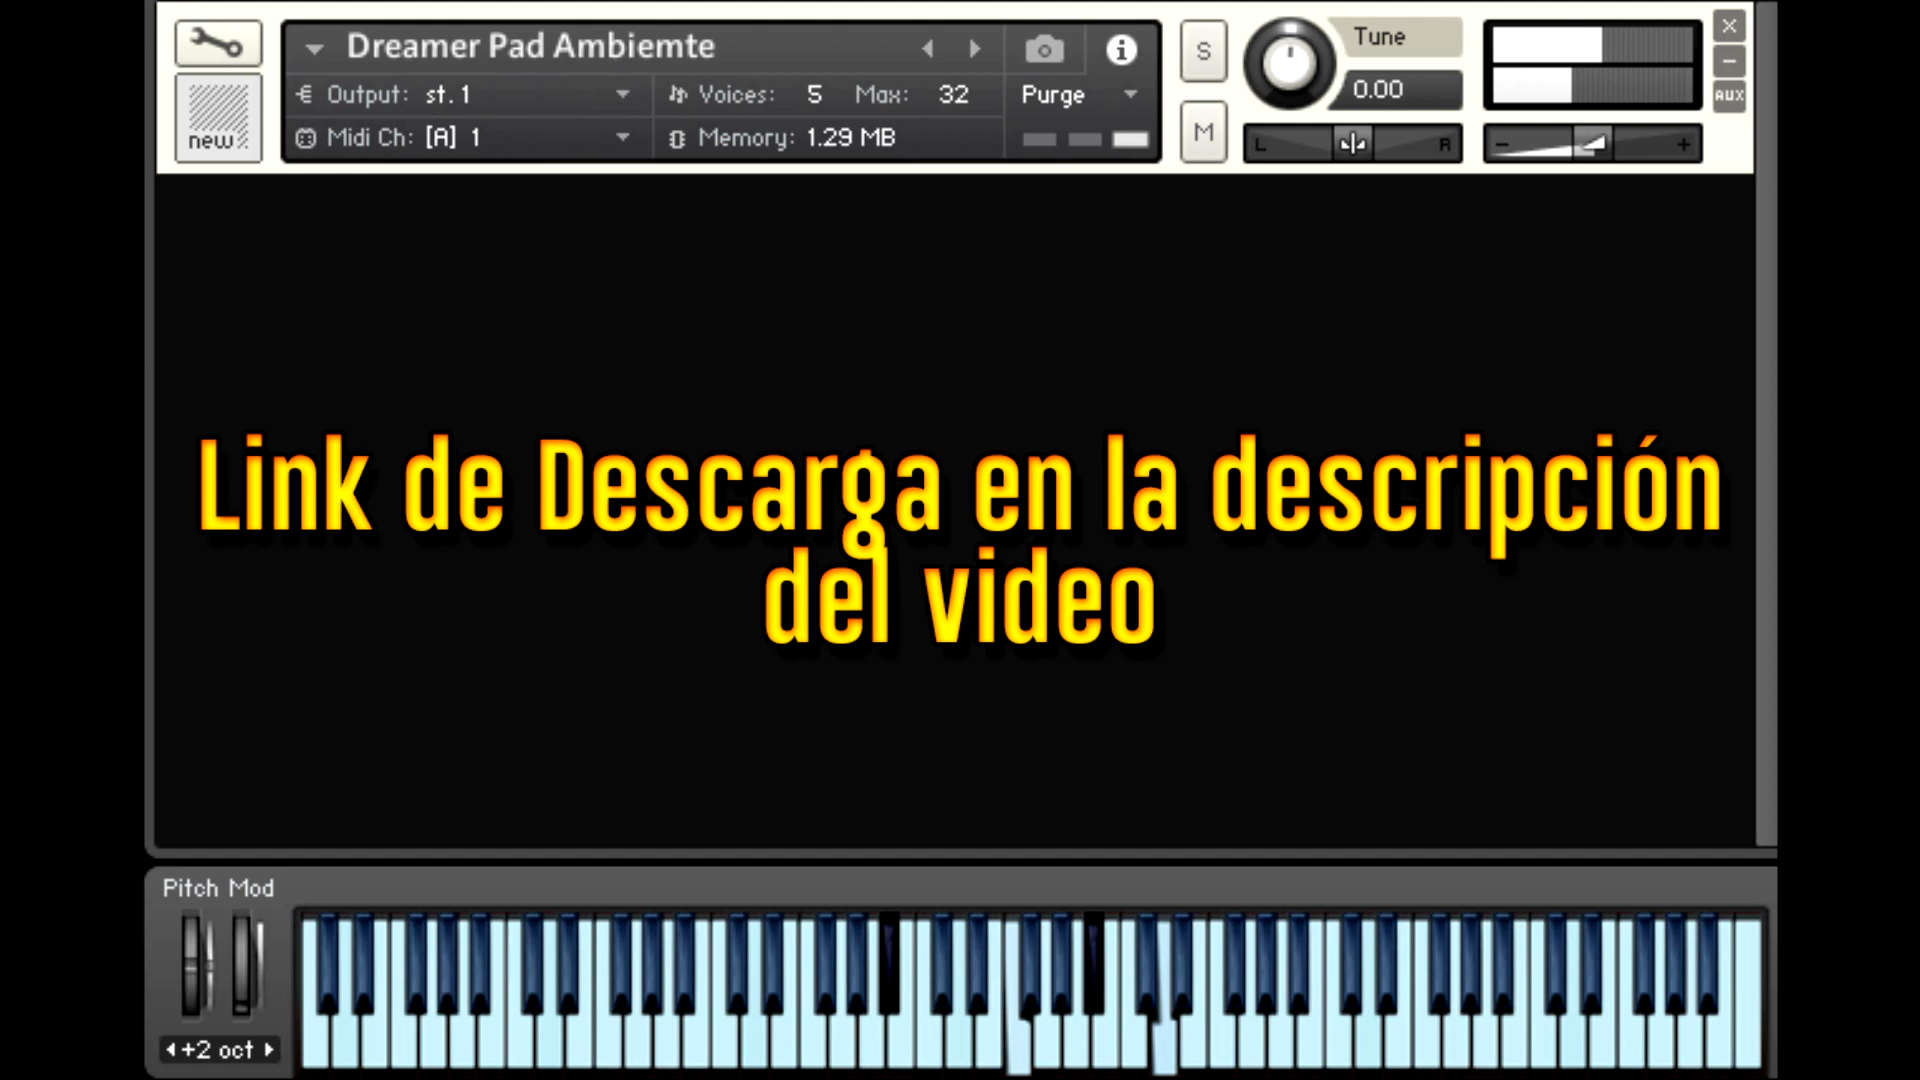 Dreamer Pad Ambiemte
Output: st.1
Voices: 5 Max: 32
Purge
Midi Ch: [A] 1
Memory: 1.29 MB
new
S
M
Tune
0.00
L R
- +
AUX
Link de Descarga en la descripción
del video
Pitch Mod
+2 oct